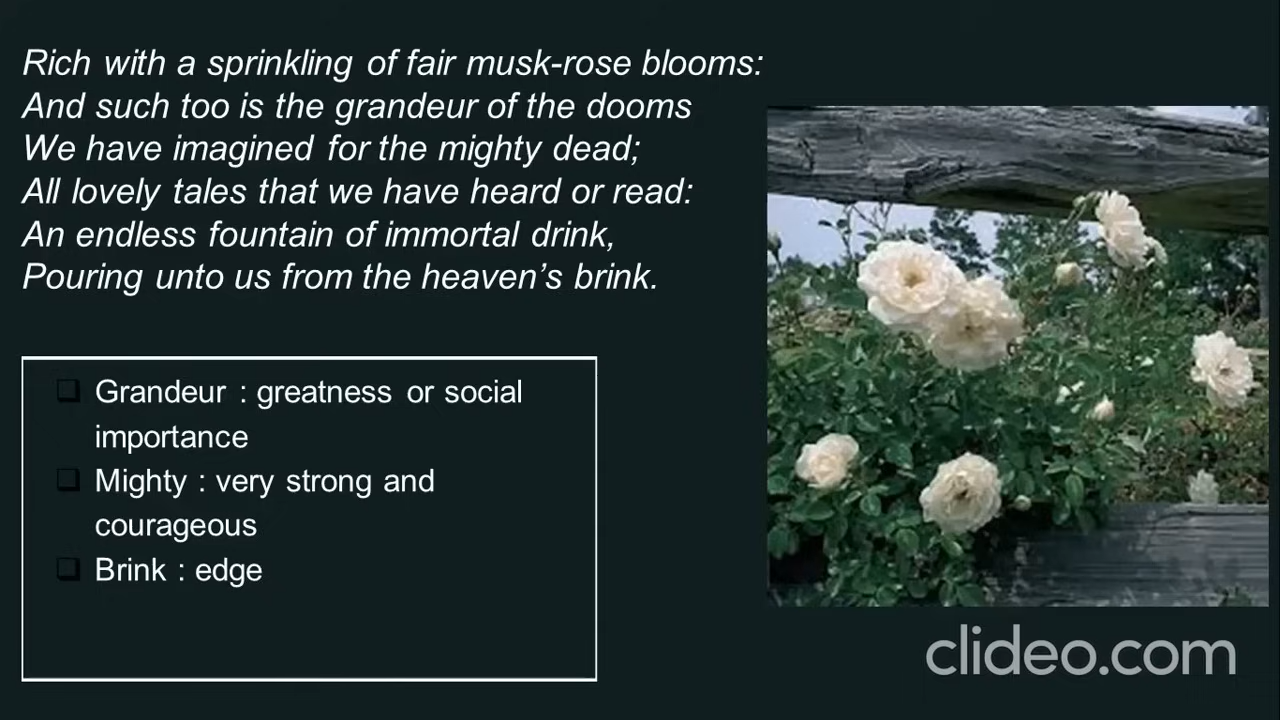 Rich with a sprinkling of fair musk-rose blooms:
And such too is the grandeur of the dooms
We have imagined for the mighty dead;
All lovely tales that we have heard or read:
An endless fountain of immortal drink,
Pouring unto us from the heaven’s brink.
Grandeur : greatness or social
importance
Mighty : very strong and
courageous
Brink : edge
clideo.com